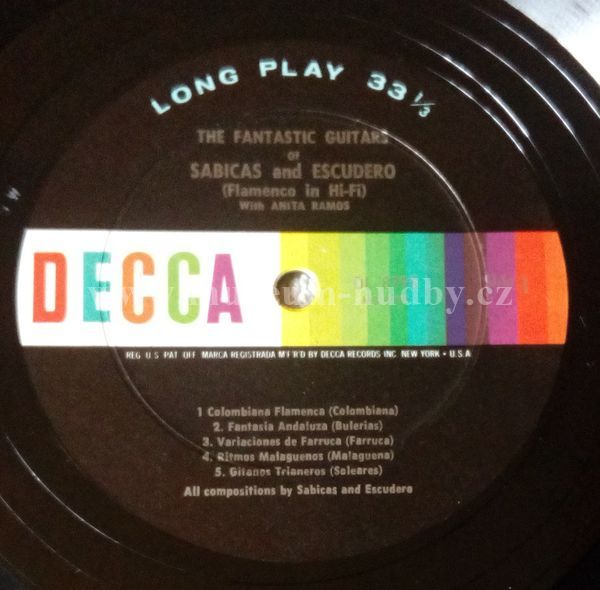 LONG PLAY 33 1/3
THE FANTASTIC GUITARS
OF
SABICAS and ESCUDERO
(Flamenco in Hi-Fi)
With ANITA RAMOS
DECCA
www.museum-hudby.cz
REG U.S PAT OFF MARCA REGISTRADA M'F'R'D BY DECCA RECORDS INC NEW YORK • U.S.A
1 Colombiana Flamenca (Colombiana)
2. Fantasia Andaluza (Bulerias)
3. Variaciones de Farruca (Farruca)
4. Ritmos Malaguenos (Malaguena)
5. Gitanos Trianeros (Soleares)
All compositions by Sabicas and Escudero